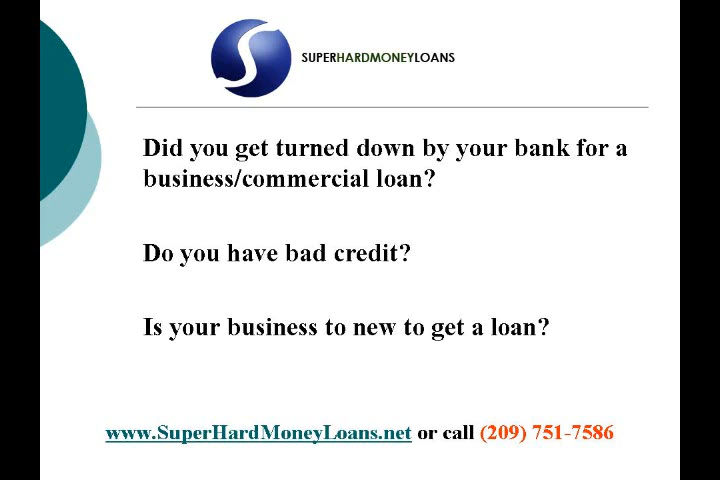 SUPERHARDMONEYLOANS
Did you get turned down by your bank for a
business/commercial loan?
Do you have bad credit?
Is your business to new to get a loan?
www.SuperHardMoneyLoans.net or call (209) 751-7586